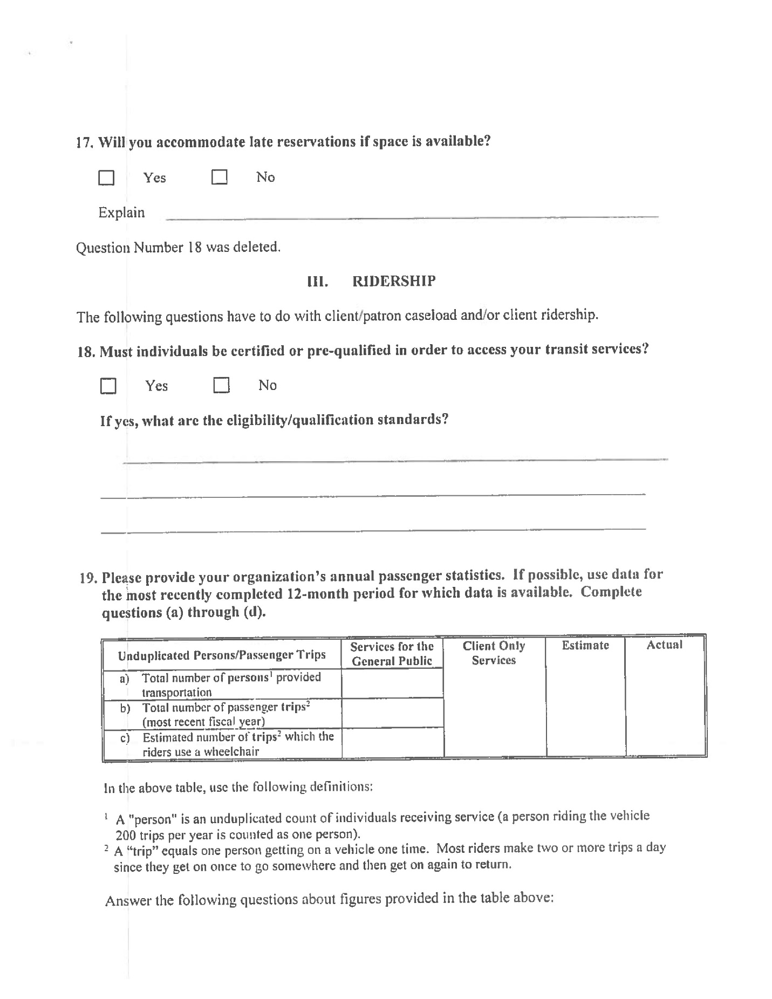 17. Will you accommodate late reservations if space is available?
☐ Yes ☐ No
Explain
Question Number 18 was deleted.
III. RIDERSHIP
The following questions have to do with client/patron caseload and/or client ridership.
18. Must individuals be certified or pre-qualified in order to access your transit services?
☐ Yes ☐ No
If yes, what are the eligibility/qualification standards?
19. Please provide your organization's annual passenger statistics. If possible, use data for
the most recently completed 12-month period for which data is available. Complete
questions (a) through (d).
Unduplicated Persons/Passenger Trips
Services for the
General Public
Client Only
Services
Estimate
Actual
a) Total number of persons¹ provided
transportation
b) Total number of passenger trips²
(most recent fiscal year)
c) Estimated number of trips² which the
riders use a wheelchair
In the above table, use the following definitions:
¹ A "person" is an unduplicated count of individuals receiving service (a person riding the vehicle
200 trips per year is counted as one person).
² A “trip” equals one person getting on a vehicle one time. Most riders make two or more trips a day
since they get on once to go somewhere and then get on again to return.
Answer the following questions about figures provided in the table above: